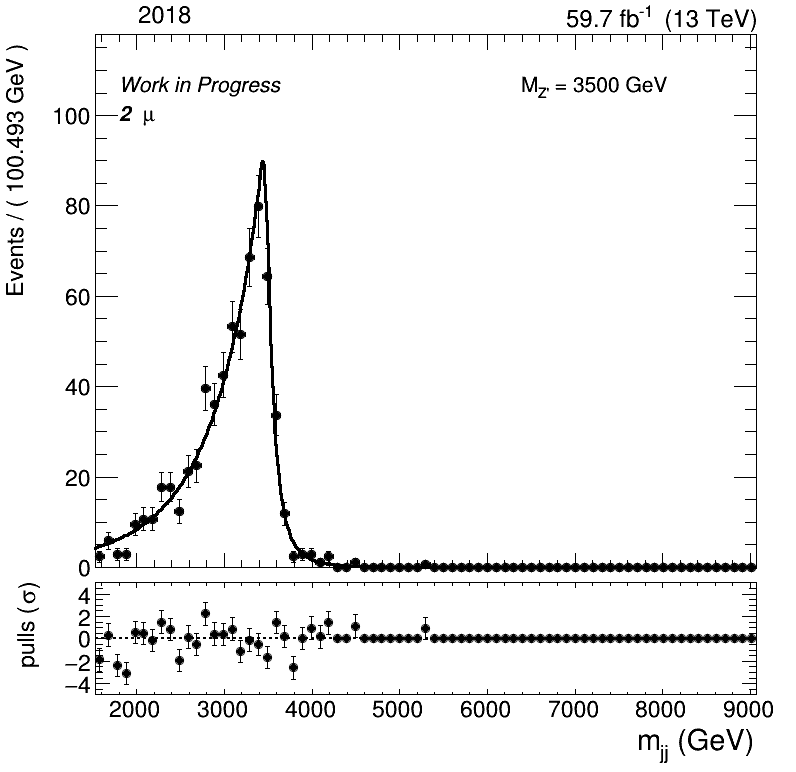 2018 59.7 fb⁻¹ (13 TeV)
Events / ( 100.493 GeV )
Work in Progress
M_Z' = 3500 GeV
2 μ
100
80
60
40
20
0
pulls (σ)
4
2
0
−2
−4
2000 3000 4000 5000 6000 7000 8000 9000
m_jj (GeV)